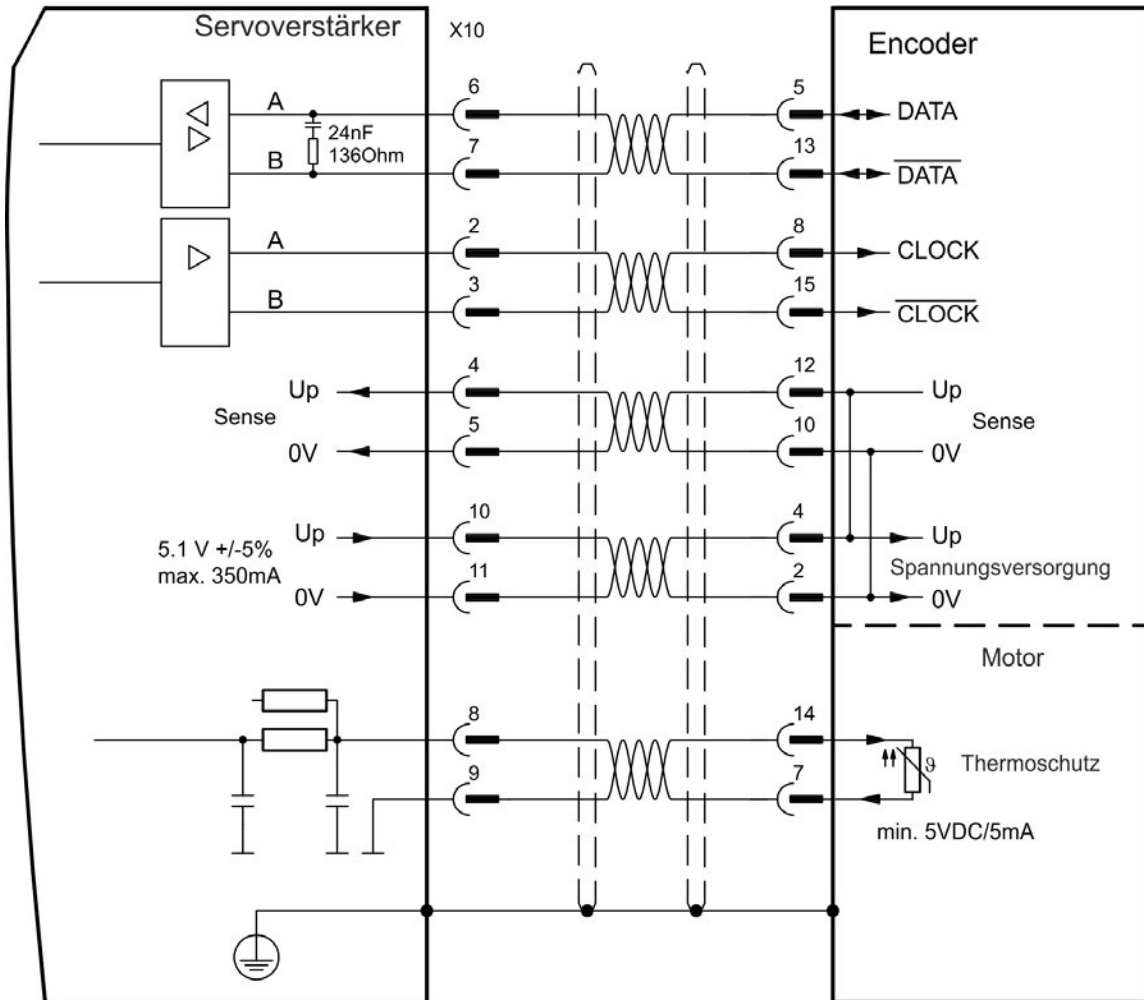 Servoverstärker
X10
Encoder
A
6
5
DATA
24nF
136Ohm
B
7
13
DATA
A
2
8
CLOCK
B
3
15
CLOCK
Up
4
12
Up
Sense
Sense
0V
5
10
0V
Up
10
4
Up
5.1 V +/-5%
max. 350mA
Spannungsversorgung
0V
11
2
0V
Motor
8
14
ϑ
Thermoschutz
9
7
min. 5VDC/5mA